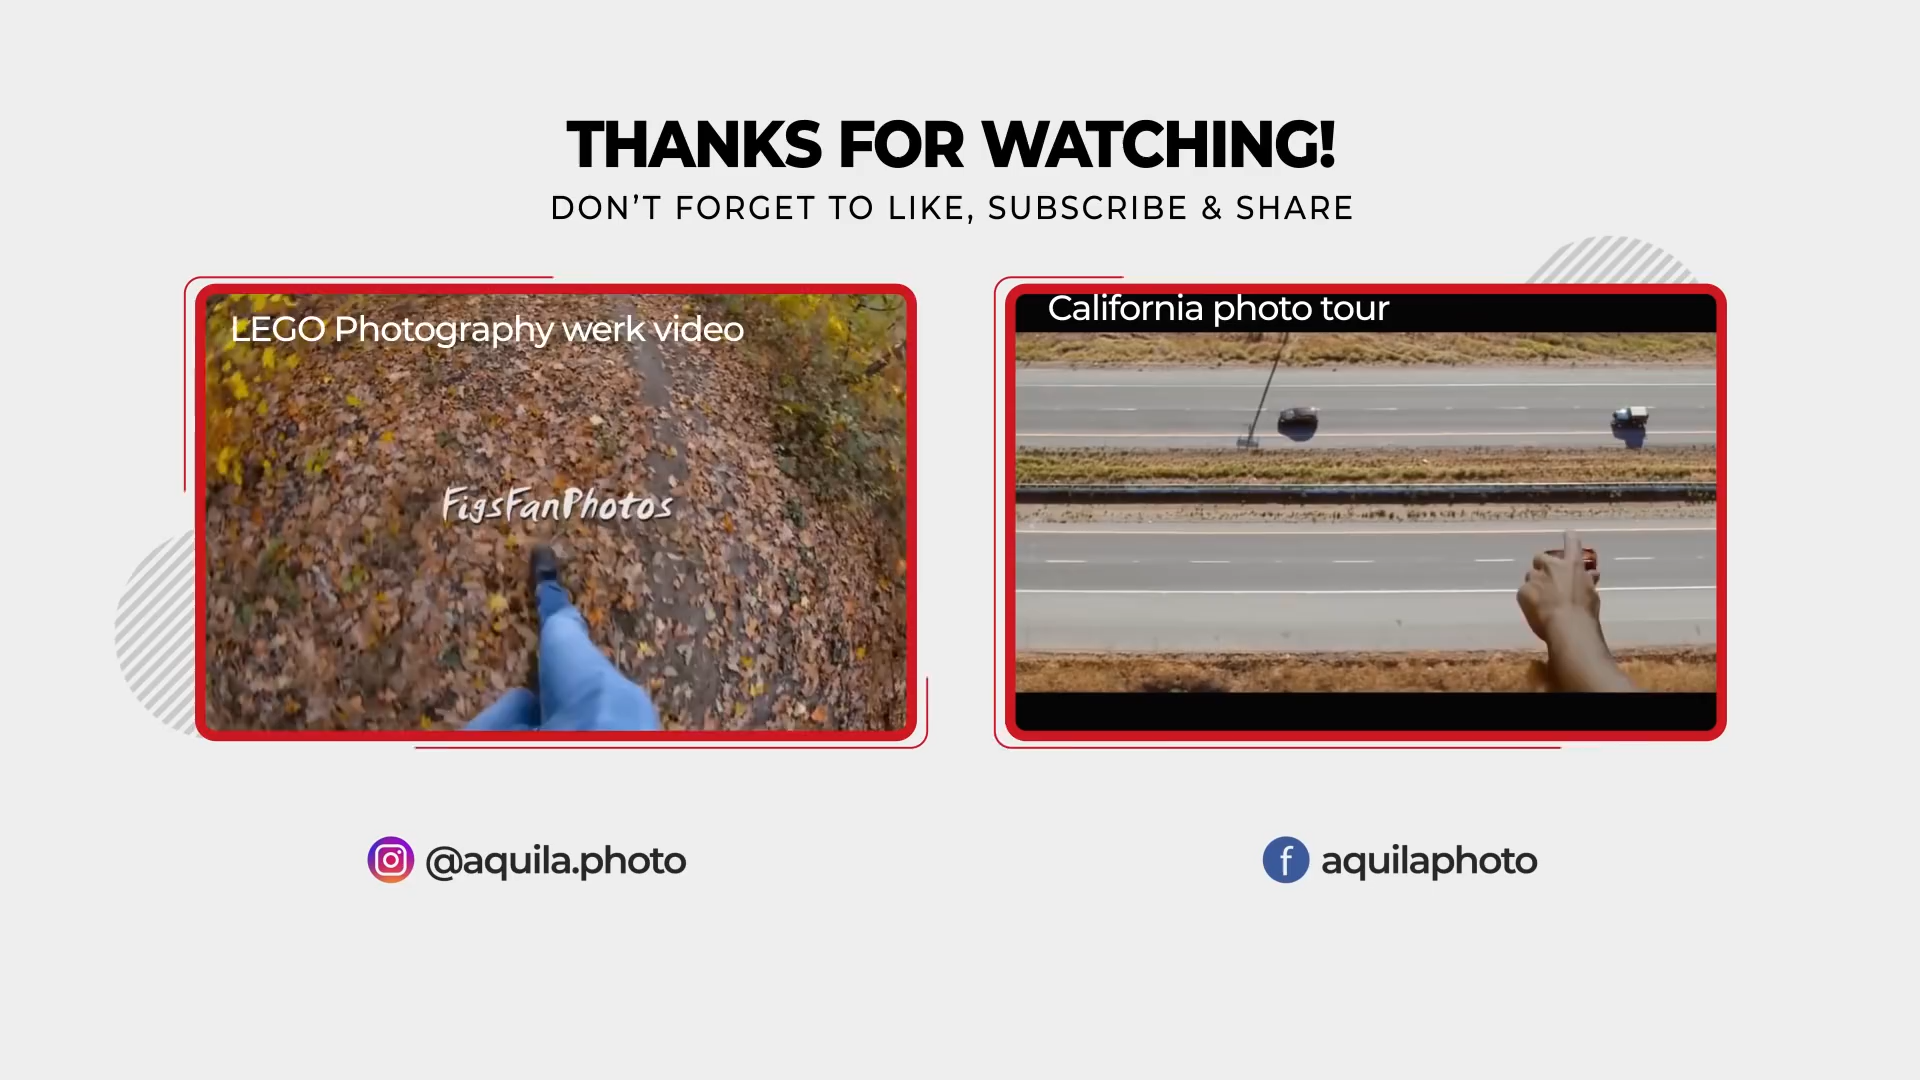 THANKS FOR WATCHING!
DON'T FORGET TO LIKE, SUBSCRIBE & SHARE
LEGO Photography werk video
FigsFanPhotos
California photo tour
@aquila.photo
aquilaphoto